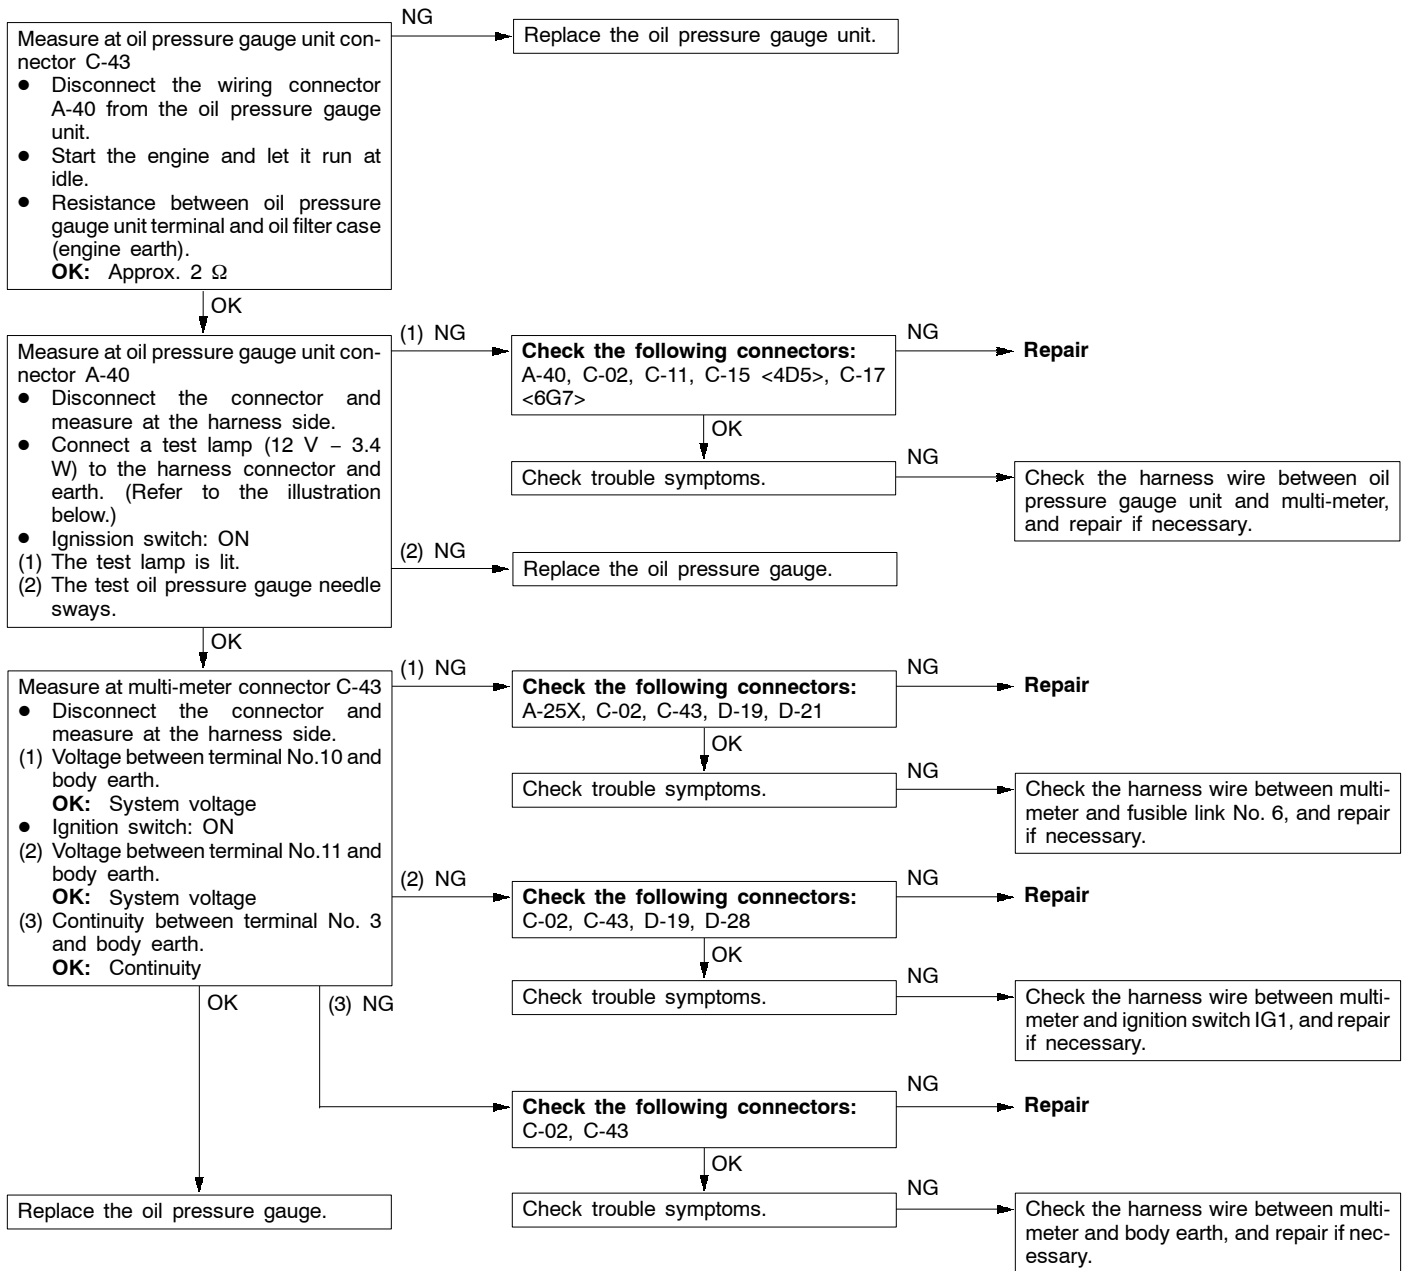 NG
Measure at oil pressure gauge unit con-
nector C-43
● Disconnect the wiring connector
A-40 from the oil pressure gauge
unit.
● Start the engine and let it run at
idle.
● Resistance between oil pressure
gauge unit terminal and oil filter case
(engine earth).
OK: Approx. 2 Ω
Replace the oil pressure gauge unit.
OK
Measure at oil pressure gauge unit con-
nector A-40
● Disconnect the connector and
measure at the harness side.
● Connect a test lamp (12 V – 3.4
W) to the harness connector and
earth. (Refer to the illustration
below.)
● Ignission switch: ON
(1) The test lamp is lit.
(2) The test oil pressure gauge needle
sways.
(1) NG
Check the following connectors:
A-40, C-02, C-11, C-15 <4D5>, C-17
<6G7>
NG
Repair
OK
Check trouble symptoms.
NG
Check the harness wire between oil
pressure gauge unit and multi-meter,
and repair if necessary.
(2) NG
Replace the oil pressure gauge.
OK
Measure at multi-meter connector C-43
● Disconnect the connector and
measure at the harness side.
(1) Voltage between terminal No.10 and
body earth.
OK: System voltage
● Ignition switch: ON
(2) Voltage between terminal No.11 and
body earth.
OK: System voltage
(3) Continuity between terminal No. 3
and body earth.
OK: Continuity
(1) NG
Check the following connectors:
A-25X, C-02, C-43, D-19, D-21
NG
Repair
OK
Check trouble symptoms.
NG
Check the harness wire between multi-
meter and fusible link No. 6, and repair
if necessary.
(2) NG
Check the following connectors:
C-02, C-43, D-19, D-28
NG
Repair
OK
Check trouble symptoms.
NG
Check the harness wire between multi-
meter and ignition switch IG1, and repair
if necessary.
OK
(3) NG
Check the following connectors:
C-02, C-43
NG
Repair
OK
Check trouble symptoms.
NG
Check the harness wire between multi-
meter and body earth, and repair if nec-
essary.
Replace the oil pressure gauge.